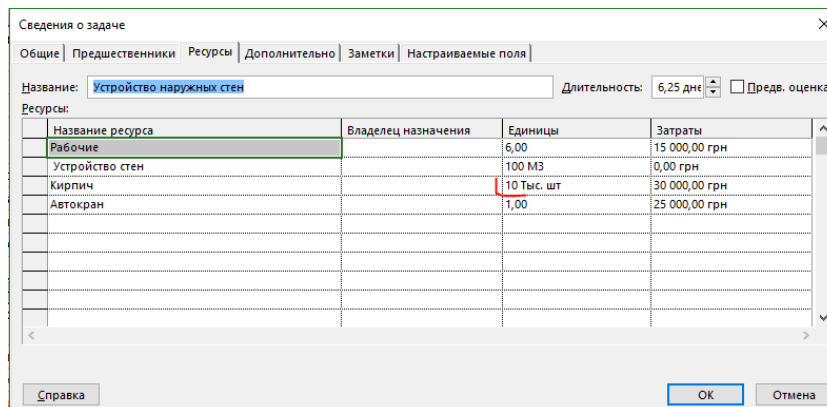 Сведения о задаче
Общие Предшественники Ресурсы Дополнительно Заметки Настраиваемые поля
Название: Устройство наружных стен Длительность: 6,25 дне Предв. оценка
Ресурсы:
Название ресурса Владелец назначения Единицы Затраты
Рабочие 6,00 15 000,00 грн
Устройство стен 100 М3 0,00 грн
Кирпич 10 Тыс. шт 30 000,00 грн
Автокран 1,00 25 000,00 грн
Справка ОК Отмена